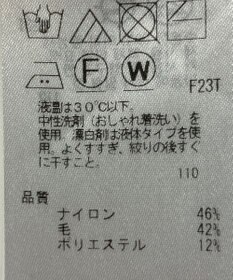 F W
F23T
液温は30℃以下。
中性洗剤（おしゃれ着洗い）を
使用。漂白剤は液体タイプを使
用。よくすすぎ、絞りの後すぐ
に干すこと。
110
品質
ナイロン 46%
毛 42%
ポリエステル 12%